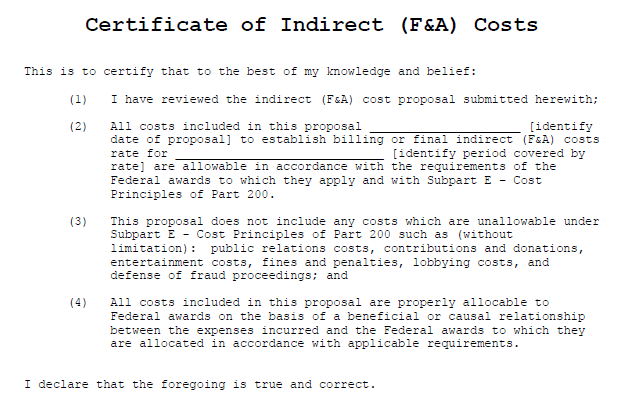 Certificate of Indirect (F&A) Costs
This is to certify that to the best of my knowledge and belief:
(1) I have reviewed the indirect (F&A) cost proposal submitted herewith;
(2) All costs included in this proposal ____________________ [identify
date of proposal] to establish billing or final indirect (F&A) costs
rate for ____________________________ [identify period covered by
rate] are allowable in accordance with the requirements of the
Federal awards to which they apply and with Subpart E - Cost
Principles of Part 200.
(3) This proposal does not include any costs which are unallowable under
Subpart E - Cost Principles of Part 200 such as (without
limitation): public relations costs, contributions and donations,
entertainment costs, fines and penalties, lobbying costs, and
defense of fraud proceedings; and
(4) All costs included in this proposal are properly allocable to
Federal awards on the basis of a beneficial or causal relationship
between the expenses incurred and the Federal awards to which they
are allocated in accordance with applicable requirements.
I declare that the foregoing is true and correct.